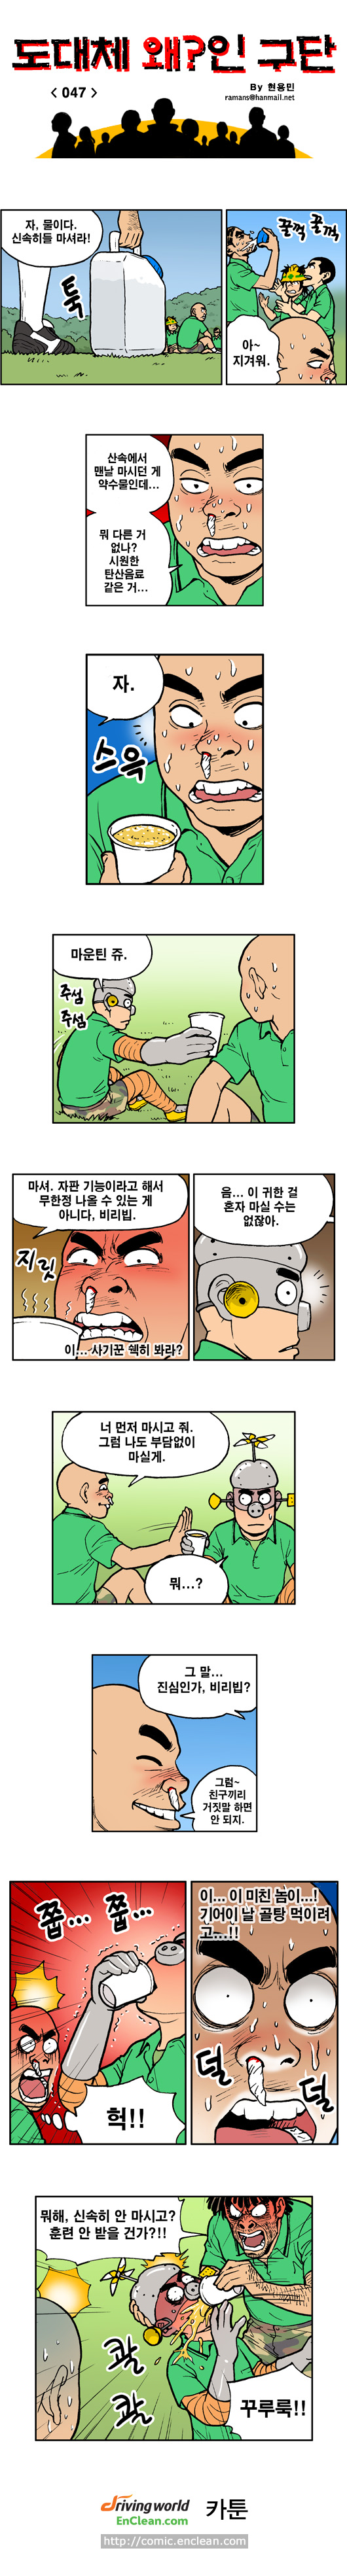 도대체 왜?인 구단
< 047 >
By 현용민
ramans@hanmail.net
자, 물이다.
신속히들 마셔라!
툭
꿀꺽 꿀꺽
아~
지겨워.
산속에서
맨날 마시던 게
약수물인데...
뭐 다른 거
없나?
시원한
탄산음료
같은 거...
자.
스윽
마운틴 쥬.
주섬
주섬
마셔. 자판 기능이라고 해서
무한정 나올 수 있는 게
아니다, 비리빕.
지릿
이... 사기꾼 쉑히 봐라?
음... 이 귀한 걸
혼자 마실 수는
없잖아.
너 먼저 마시고 줘.
그럼 나도 부담없이
마실게.
뭐...?
그 말...
진심인가, 비리빕?
그럼~
친구끼리
거짓말 하면
안 되지.
쭙... 쭙...
헉!!
이... 이 미친 놈이...!
기어이 날 골탕 먹이려
고...!!
덜
덜
뭐해, 신속히 안 마시고?
훈련 안 받을 건가?!!
콸
콸
꾸루룩!!
drivingworld
EnClean.com
카툰
http://comic.enclean.com